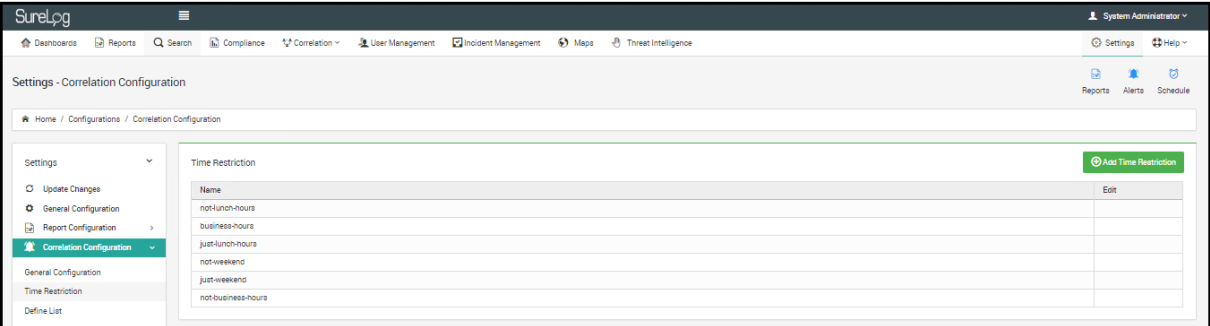 SureLog System Administrator
Dashboards Reports Search Compliance Correlation User Management Incident Management Maps Threat Intelligence Settings Help
Settings - Correlation Configuration
Reports Alerts Schedule
Home / Configurations / Correlation Configuration
Settings
Update Changes
General Configuration
Report Configuration
Correlation Configuration
General Configuration
Time Restriction
Define List
Time Restriction
Add Time Restriction
Name Edit
not-lunch-hours
business-hours
just-lunch-hours
not-weekend
just-weekend
not-business-hours